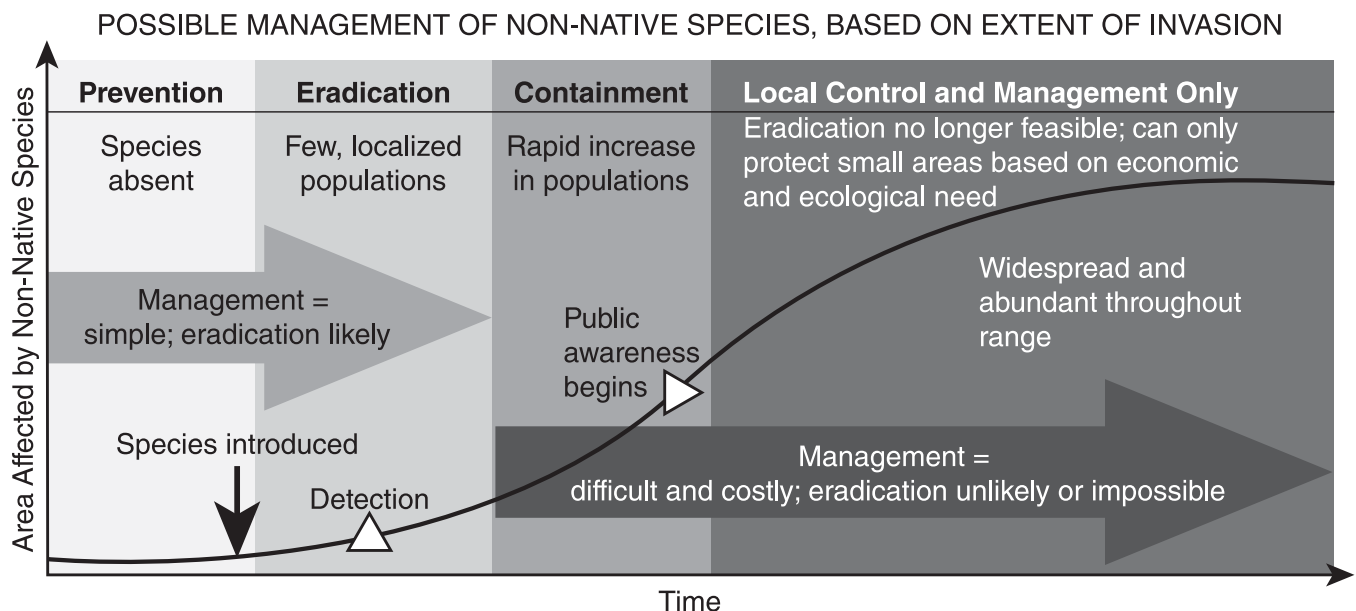 POSSIBLE MANAGEMENT OF NON-NATIVE SPECIES, BASED ON EXTENT OF INVASION
Area Affected by Non-Native Species
Prevention
Species
absent
Eradication
Few, localized
populations
Containment
Rapid increase
in populations
Local Control and Management Only
Eradication no longer feasible; can only
protect small areas based on economic
and ecological need
Management =
simple; eradication likely
Public
awareness
begins
Widespread and
abundant throughout
range
Species introduced
Detection
Management =
difficult and costly; eradication unlikely or impossible
Time